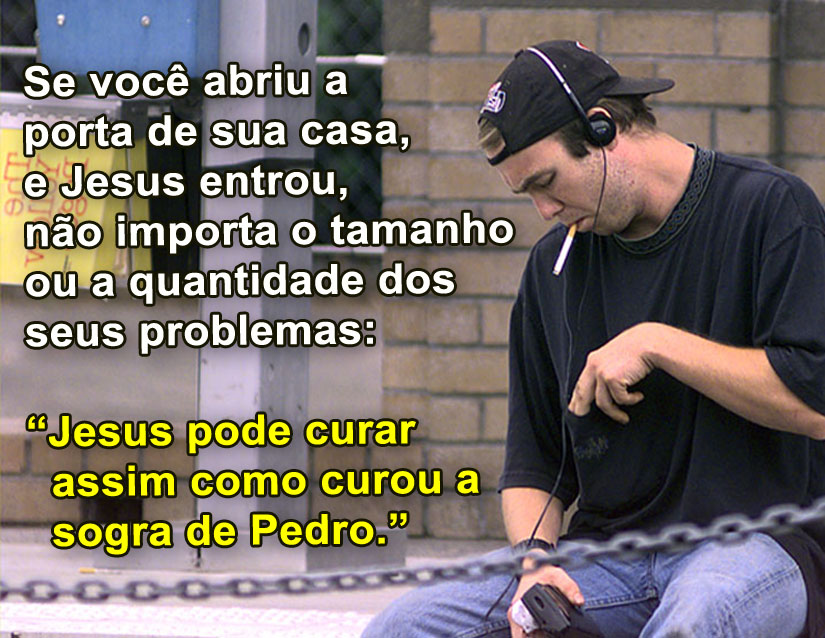 Se você abriu a
porta de sua casa,
e Jesus entrou,
não importa o tamanho
ou a quantidade dos
seus problemas:
“Jesus pode curar
assim como curou a
sogra de Pedro.”